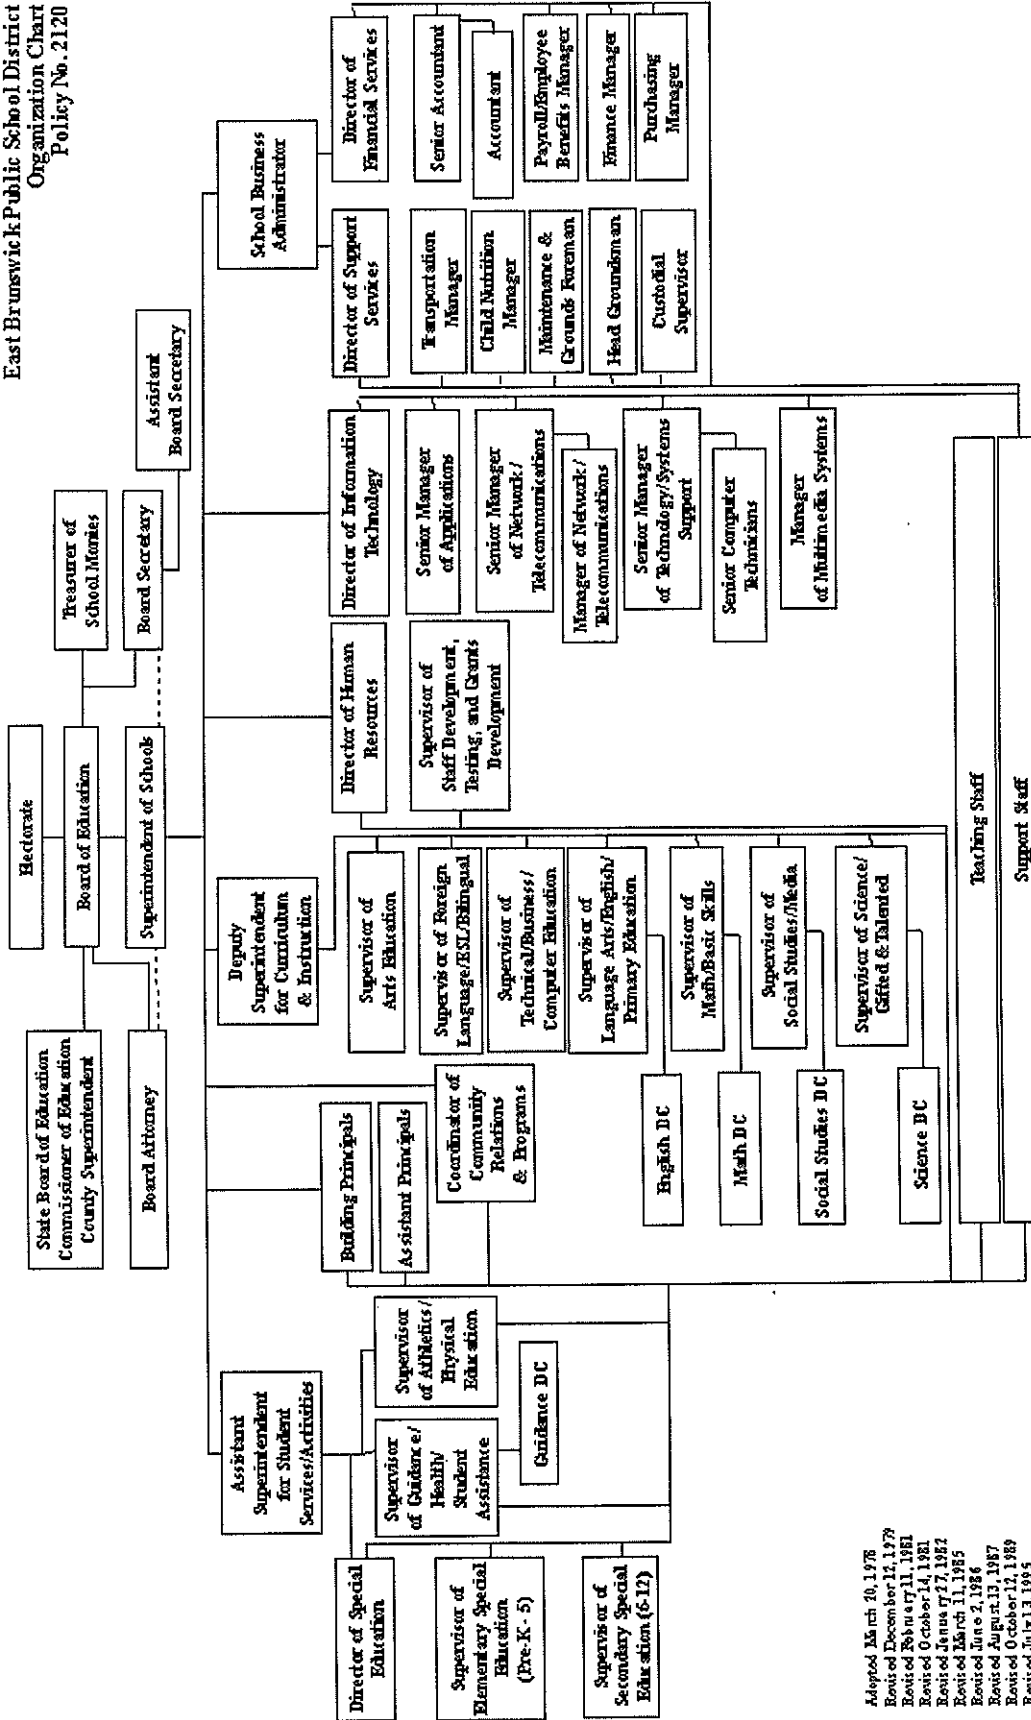 East Brunswick Public School District
Organization Chart
Policy No. 2120
Electorate
State Board of Education
Commissioner of Education
County Superintendent
Board of Education
Treasurer of
School Monies
Board Attorney
Superintendent of Schools
Board Secretary
Assistant
Board Secretary
Assistant
Superintendent
for Student
Services/Activities
Deputy
Superintendent
for Curriculum
& Instruction
School Business
Administrator
Director of Special
Education
Supervisor of
Elementary Special
Education
(Pre-K - 5)
Supervisor of
Secondary Special
Education (6-12)
Supervisor
of Guidance/
Health/
Student
Assistance
Guidance DC
Supervisor
of Athletics/
Physical
Education
Building Principals
Assistant Principals
Coordinator of
Community
Relations
& Programs
Supervisor of
Arts Education
Supervisor of Foreign
Language/ESL/Bilingual
Supervisor of
Technical/Business/
Computer Education
Supervisor of
Language Arts/English/
Primary Education
English DC
Supervisor of
Math/Basic Skills
Math DC
Supervisor of
Social Studies/Media
Social Studies DC
Supervisor of Science/
Gifted & Talented
Science DC
Director of Human
Resources
Supervisor of
Staff Development,
Testing, and Grants
Development
Director of Information
Technology
Senior Manager
of Applications
Senior Manager
of Network/
Telecommunications
Manager of Network/
Telecommunications
Senior Manager
of Technology/Systems
Support
Senior Computer
Technicians
Manager
of Multimedia Systems
Director of Support
Services
Transportation
Manager
Child Nutrition
Manager
Maintenance &
Grounds Foreman
Head Groundsman
Custodial
Supervisor
Director of
Financial Services
Senior Accountant
Accountant
Payroll/Employee
Benefits Manager
Finance Manager
Purchasing
Manager
Teaching Staff
Support Staff
Adopted March 20, 1978
Revised December 12, 1979
Revised February 11, 1981
Revised October 14, 1981
Revised January 27, 1982
Revised March 11, 1985
Revised June 2, 1986
Revised August 13, 1987
Revised October 12, 1989
Revised July 13, 1995